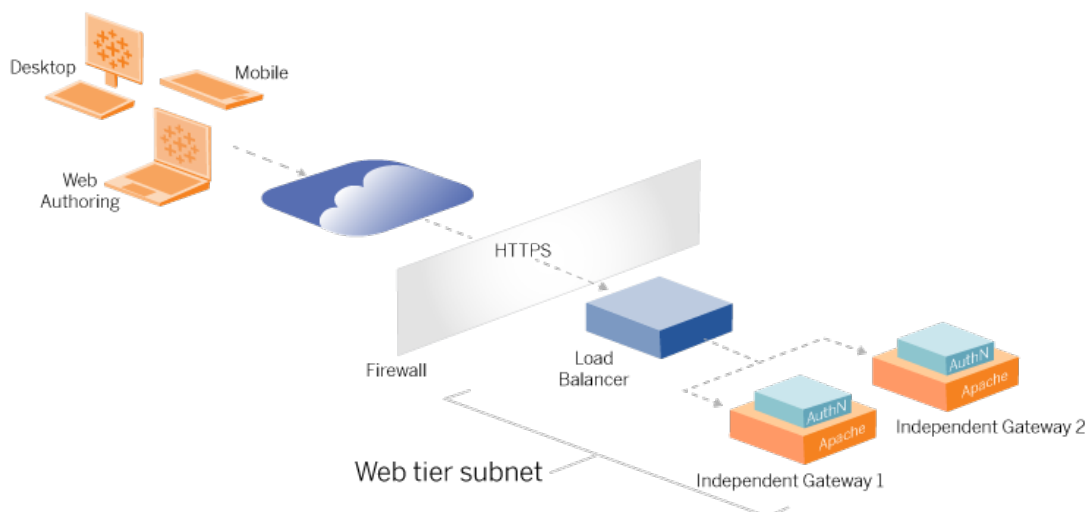 Desktop
Mobile
Web
Authoring
HTTPS
Firewall
Load
Balancer
AuthN
Apache
Independent Gateway 2
AuthN
Apache
Independent Gateway 1
Web tier subnet